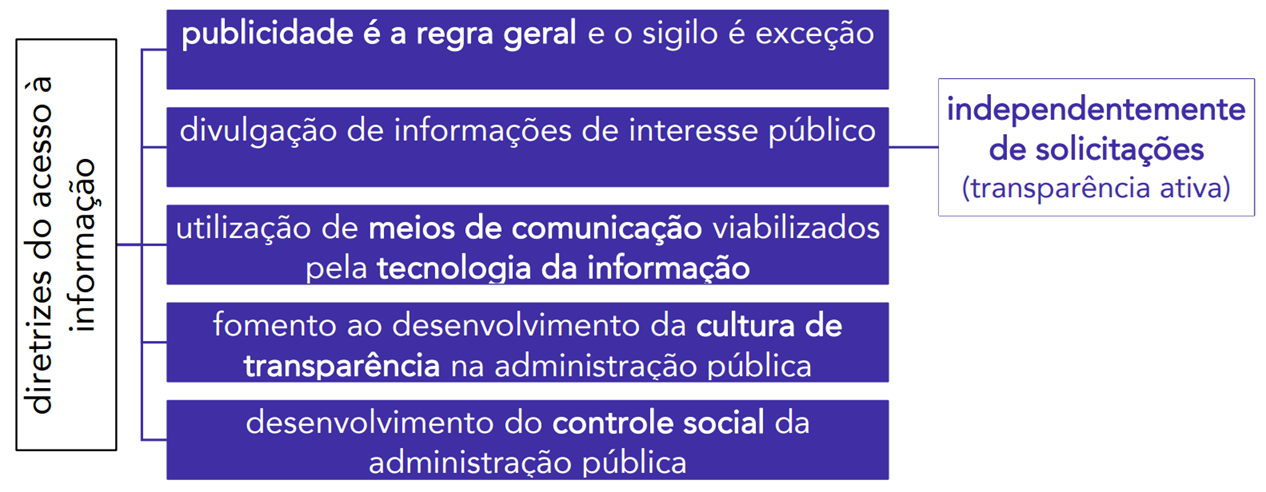 diretrizes do acesso à
informação
publicidade é a regra geral e o sigilo é exceção
divulgação de informações de interesse público
independentemente
de solicitações
(transparência ativa)
utilização de meios de comunicação viabilizados
pela tecnologia da informação
fomento ao desenvolvimento da cultura de
transparência na administração pública
desenvolvimento do controle social da
administração pública